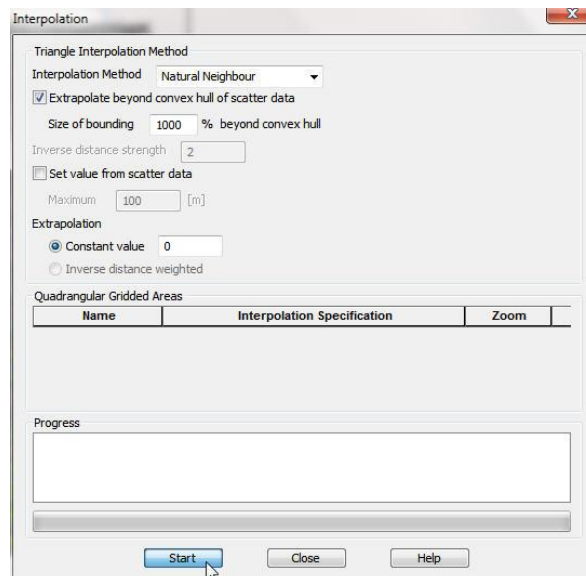 Interpolation
Triangle Interpolation Method
Interpolation Method Natural Neighbour
Extrapolate beyond convex hull of scatter data
Size of bounding 1000 % beyond convex hull
Inverse distance strength 2
Set value from scatter data
Maximum 100 [m]
Extrapolation
Constant value 0
Inverse distance weighted
Quadrangular Gridded Areas
Name Interpolation Specification Zoom
Progress
Start Close Help